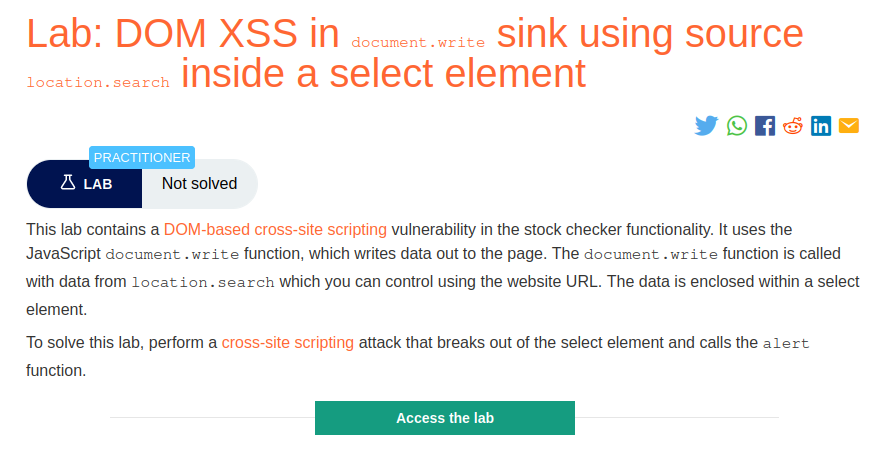 Lab: DOM XSS in document.write sink using source
location.search inside a select element
PRACTITIONER
LAB Not solved
This lab contains a DOM-based cross-site scripting vulnerability in the stock checker functionality. It uses the
JavaScript document.write function, which writes data out to the page. The document.write function is called
with data from location.search which you can control using the website URL. The data is enclosed within a select
element.
To solve this lab, perform a cross-site scripting attack that breaks out of the select element and calls the alert
function.
Access the lab